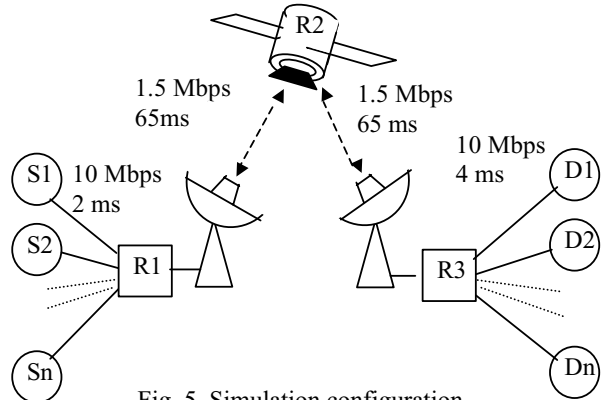 R2
1.5 Mbps
65ms
1.5 Mbps
65 ms
10 Mbps
4 ms
S1
10 Mbps
2 ms
D1
S2
D2
R1
R3
Sn
Dn
Fig. 5. Simulation configuration